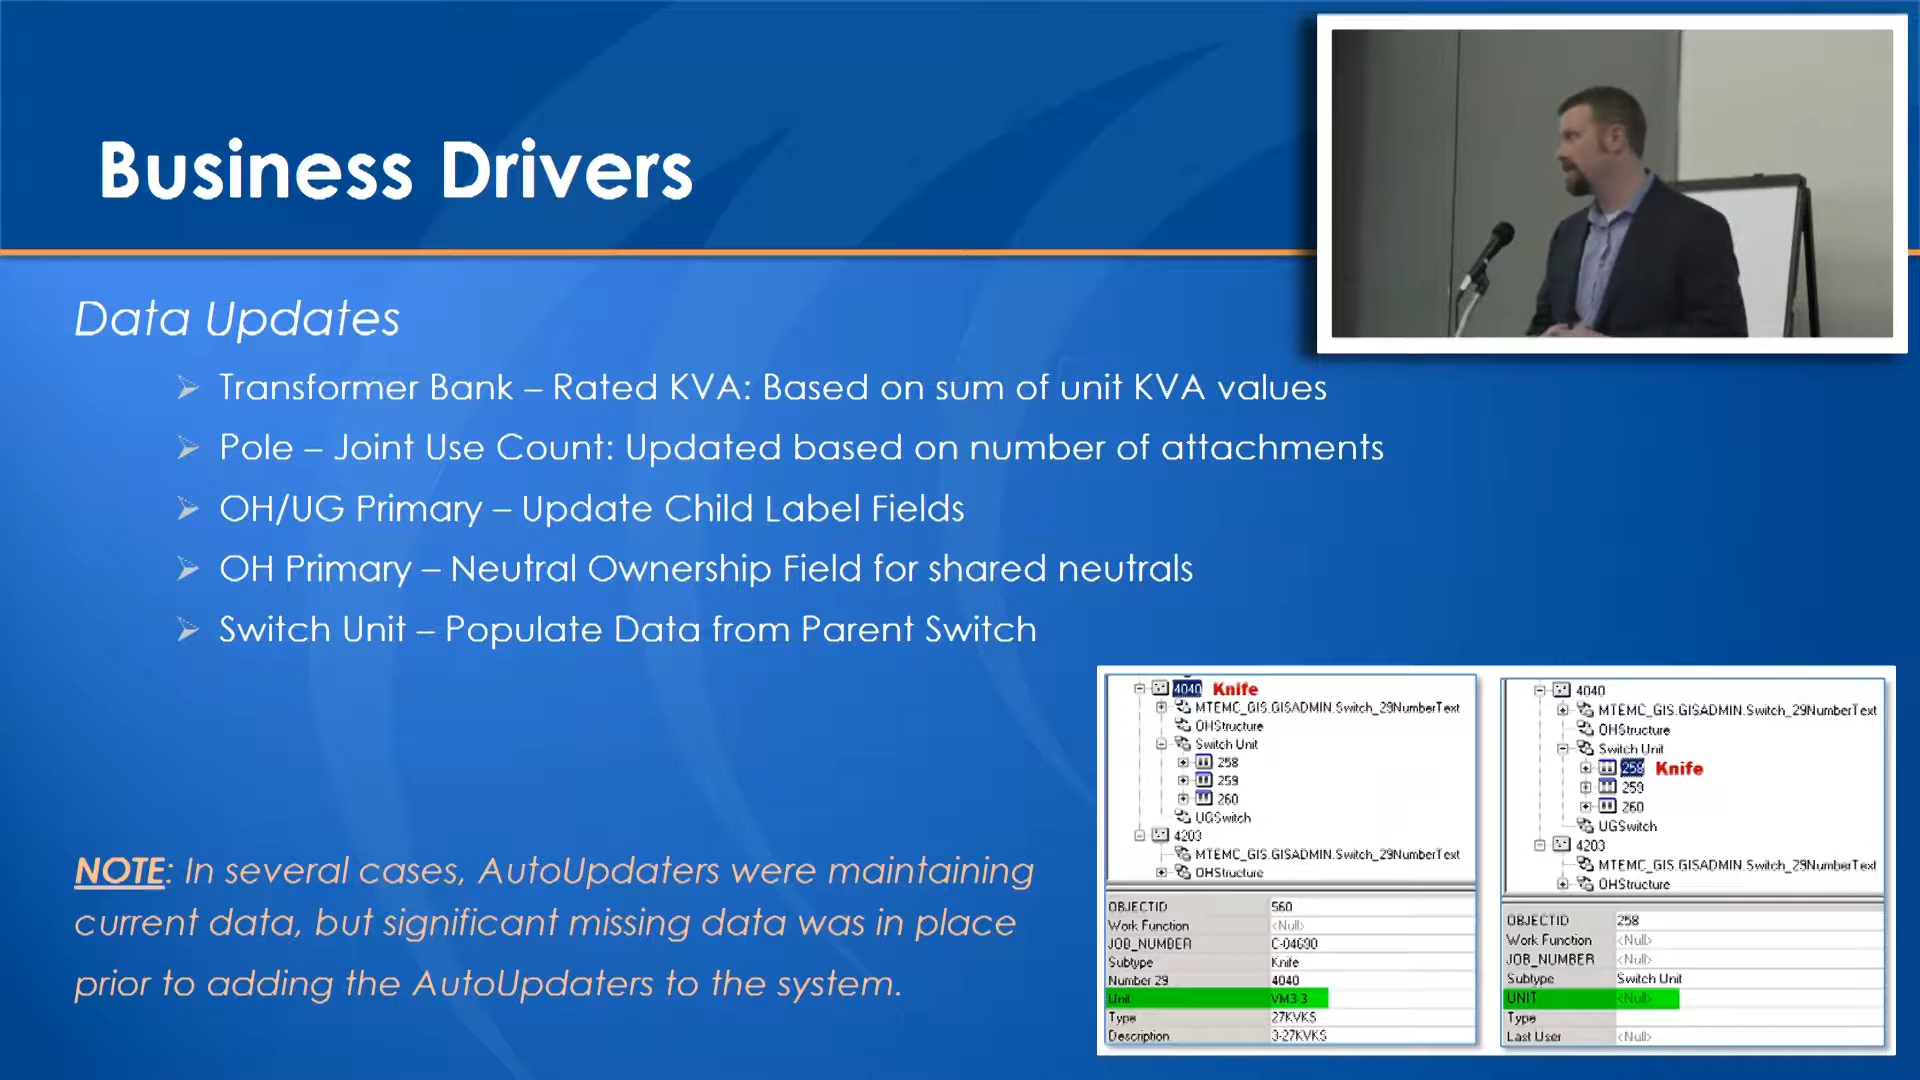 Business Drivers
Data Updates
Transformer Bank – Rated KVA: Based on sum of unit KVA values
Pole – Joint Use Count: Updated based on number of attachments
OH/UG Primary – Update Child Label Fields
OH Primary – Neutral Ownership Field for shared neutrals
Switch Unit – Populate Data from Parent Switch
NOTE: In several cases, AutoUpdaters were maintaining
current data, but significant missing data was in place
prior to adding the AutoUpdaters to the system.
4040 Knife
MTEMC_GIS.GISADMIN.Switch_29NumberText
OHStructure
Switch Unit
258
259
260
UGSwitch
4203
MTEMC_GIS.GISADMIN.Switch_29NumberText
OHStructure
OBJECTID 560
Work Function <Null>
JOB_NUMBER C-04690
Subtype Knife
Number 29 4040
Unit VM3-3
Type 27KVKS
Description 3-27KVKS
4040
MTEMC_GIS.GISADMIN.Switch_29NumberText
OHStructure
Switch Unit
258 Knife
259
260
UGSwitch
4203
MTEMC_GIS.GISADMIN.Switch_29NumberText
OHStructure
OBJECTID 258
Work Function <Null>
JOB_NUMBER <Null>
Subtype Switch Unit
UNIT <Null>
Type
Last User <Null>